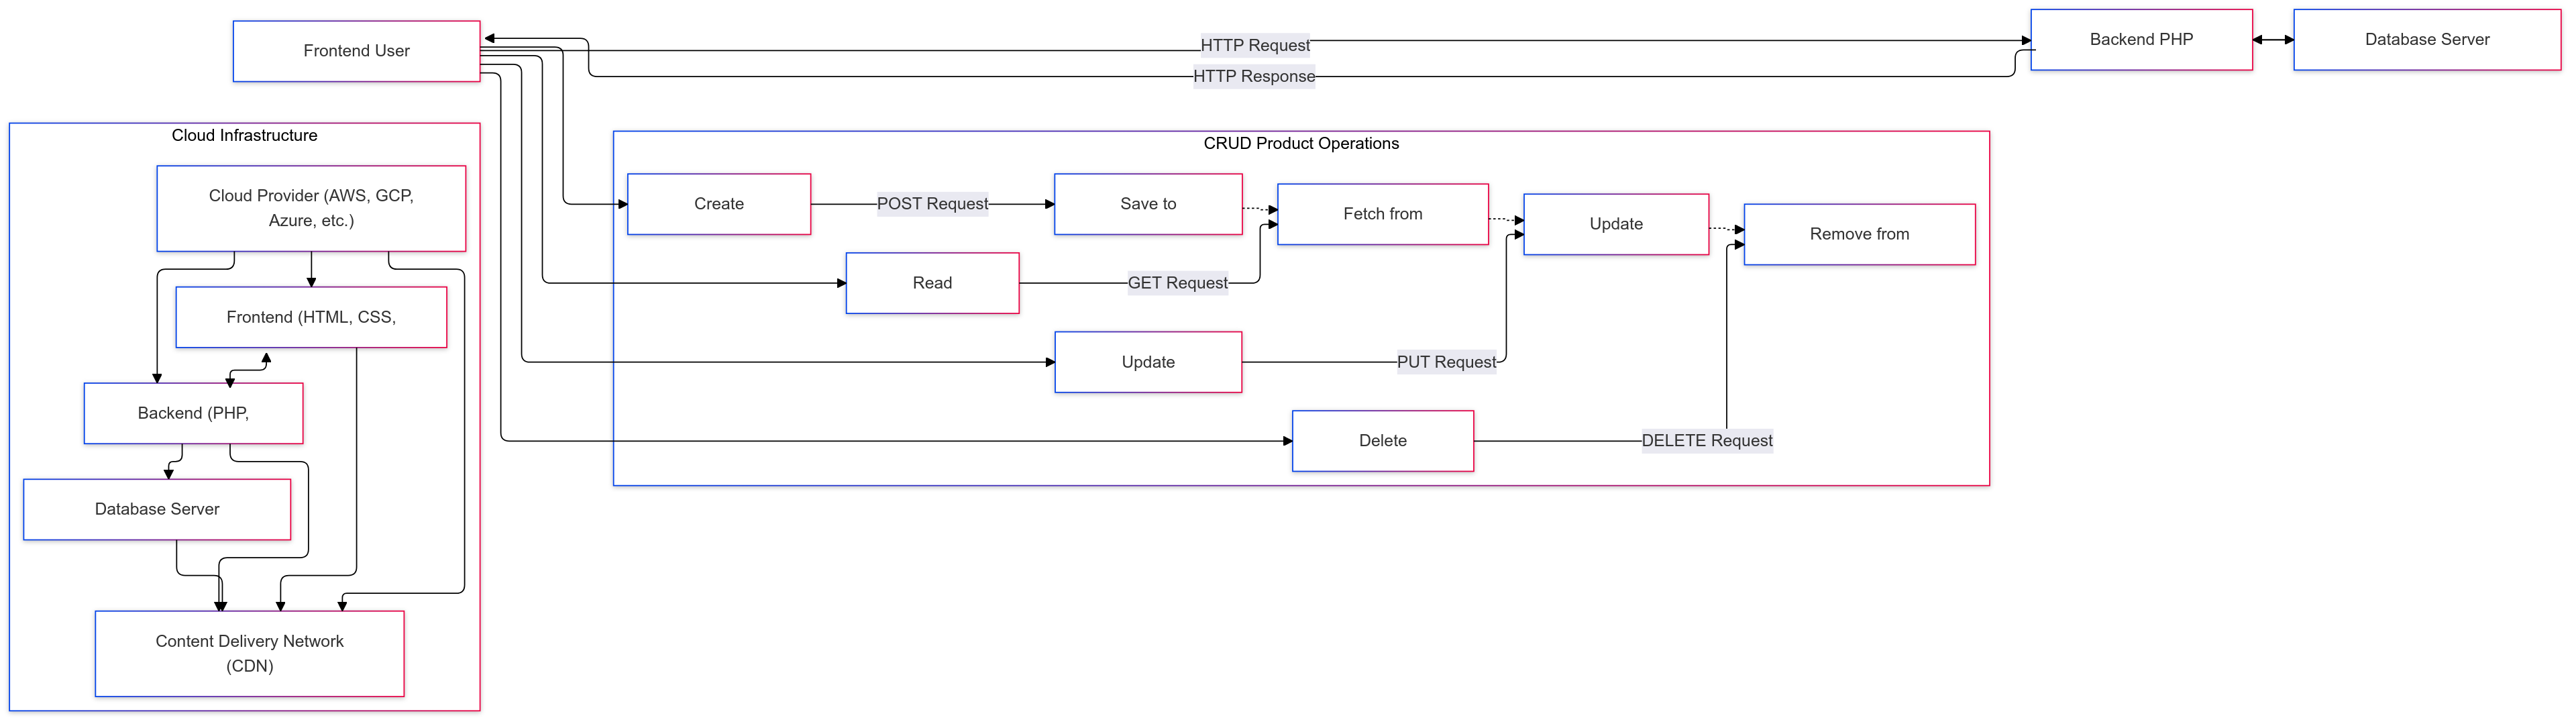 Frontend User
HTTP Request
HTTP Response
Backend PHP
Database Server
Cloud Infrastructure
Cloud Provider (AWS, GCP,
Azure, etc.)
Frontend (HTML, CSS,
Backend (PHP,
Database Server
Content Delivery Network
(CDN)
CRUD Product Operations
Create
POST Request
Save to
Fetch from
Update
Remove from
Read
GET Request
Update
PUT Request
Delete
DELETE Request